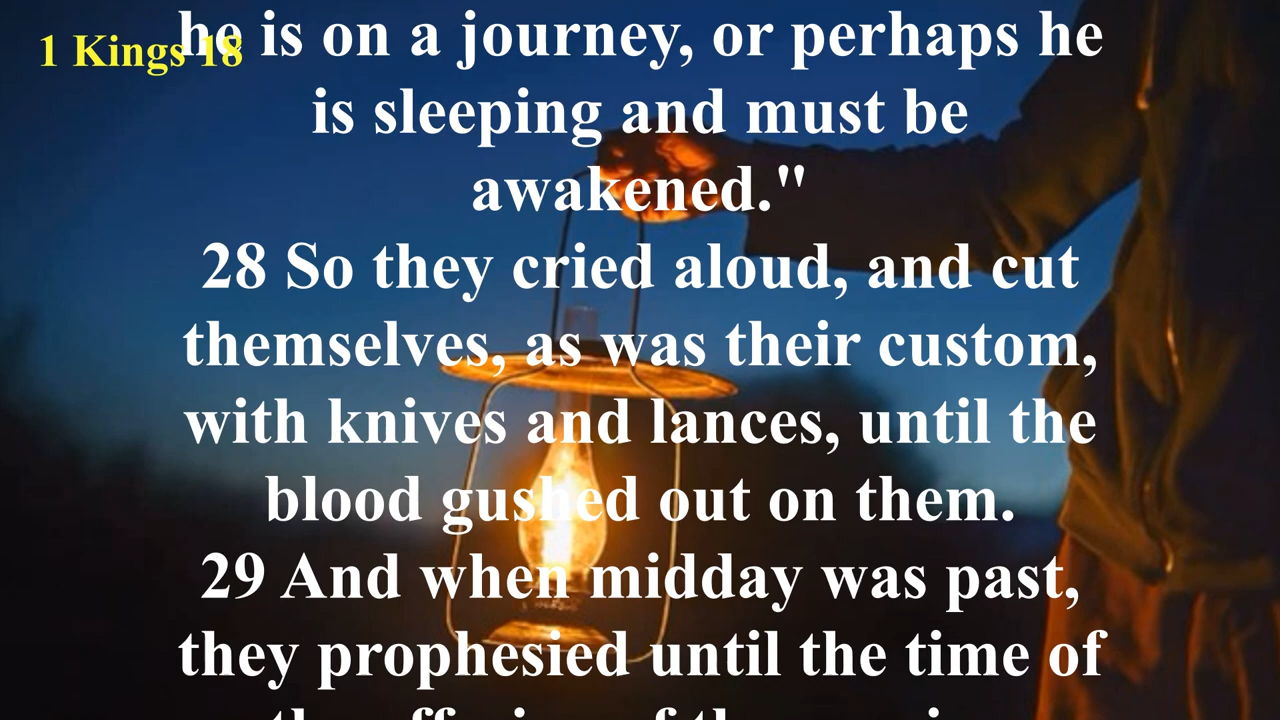 1 Kings 18
he is on a journey, or perhaps he
is sleeping and must be
awakened."
28 So they cried aloud, and cut
themselves, as was their custom,
with knives and lances, until the
blood gushed out on them.
29 And when midday was past,
they prophesied until the time of